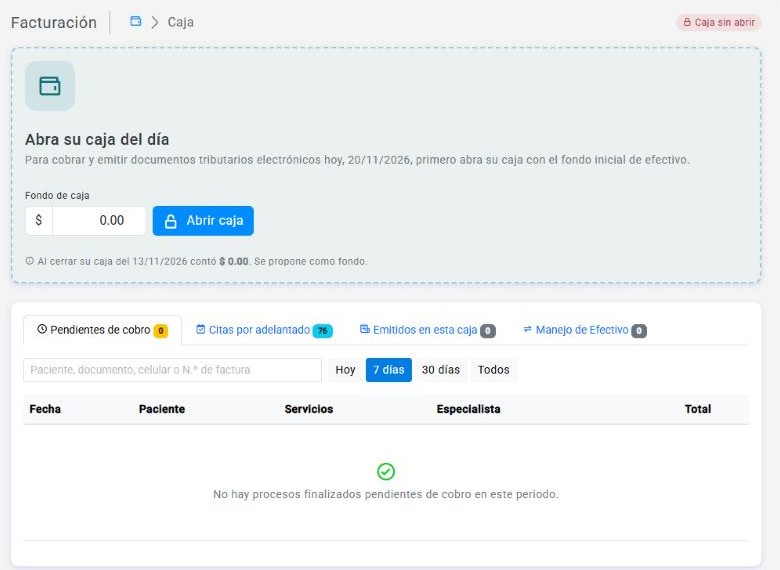 Facturación
Caja
Caja sin abrir
Abra su caja del día
Para cobrar y emitir documentos tributarios electrónicos hoy, 20/11/2026, primero abra su caja con el fondo inicial de efectivo.
Fondo de caja
$ 0.00 Abrir caja
Al cerrar su caja del 13/11/2026 contó $ 0.00. Se propone como fondo.
Pendientes de cobro 0 Citas por adelantado 76 Emitidos en esta caja 0 Manejo de Efectivo 0
Paciente, documento, celular o N.º de factura Hoy 7 días 30 días Todos
Fecha Paciente Servicios Especialista Total
No hay procesos finalizados pendientes de cobro en este periodo.